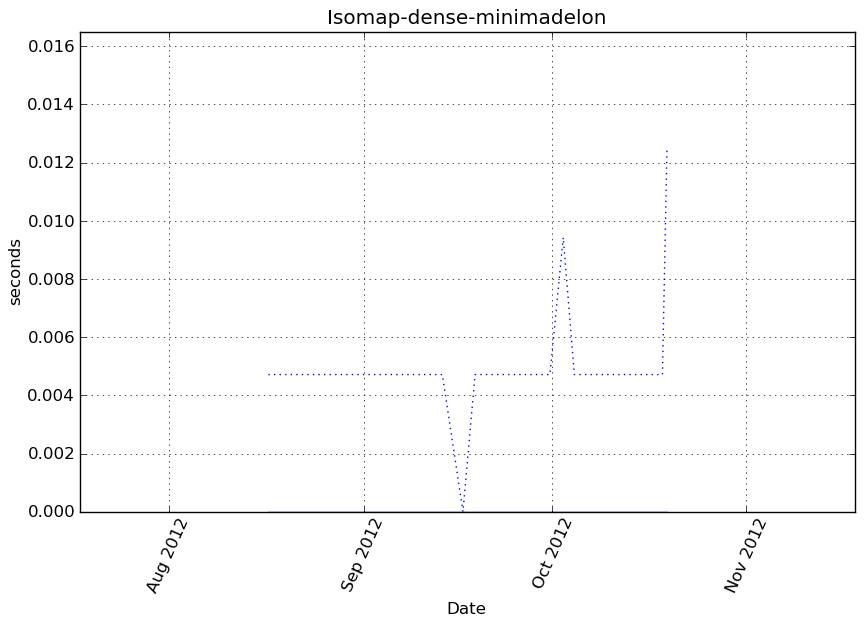 Isomap-dense-minimadelon
0.016
0.014
0.012
0.010
0.008
0.006
0.004
0.002
0.000
seconds
Aug 2012
Sep 2012
Oct 2012
Nov 2012
Date